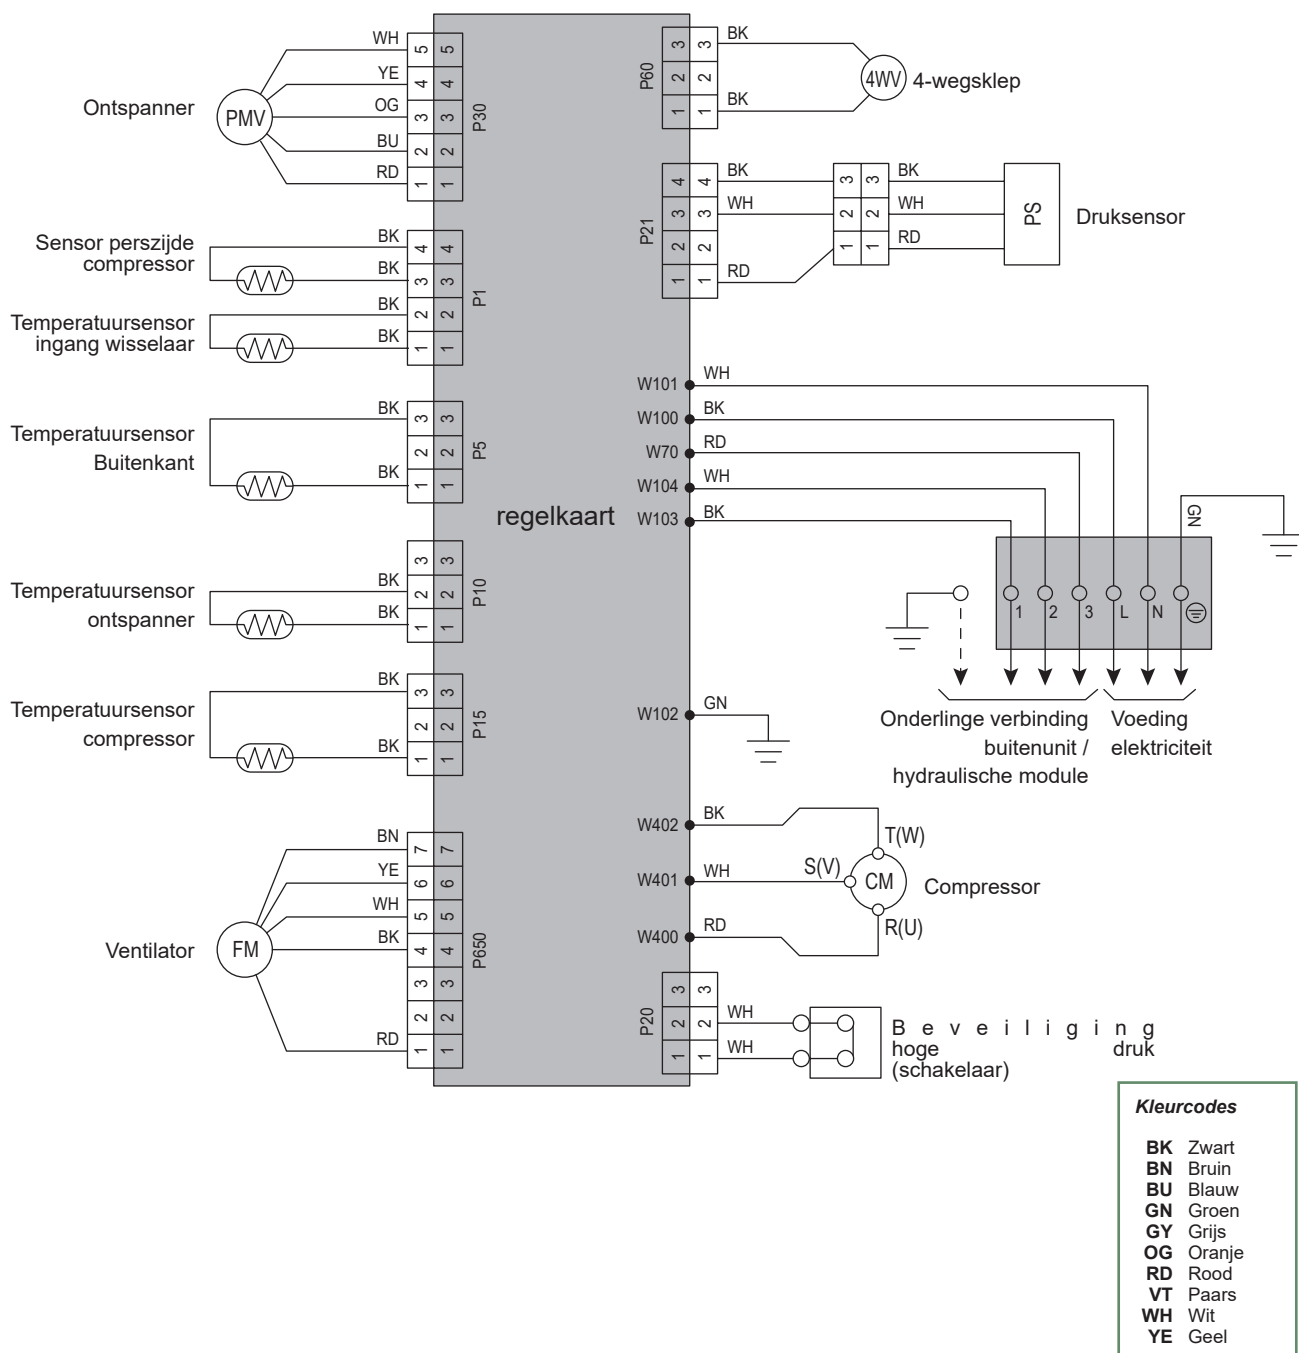 Ontspanner
PMV
WH
YE
OG
BU
RD
5 5
4 4
3 3
2 2
1 1
P30
Sensor perszijde
compressor
BK
BK
Temperatuursensor
ingang wisselaar
BK
BK
4 4
3 3
2 2
1 1
P1
Temperatuursensor
Buitenkant
BK
BK
3 3
2 2
1 1
P5
Temperatuursensor
ontspanner
BK
BK
3 3
2 2
1 1
P10
Temperatuursensor
compressor
BK
BK
3 3
2 2
1 1
P15
Ventilator
FM
BN
YE
WH
BK
RD
7 7
6 6
5 5
4 4
3 3
2 2
1 1
P650
regelkaart
P60
3 3
2 2
1 1
BK
BK
4WV
4-wegsklep
P21
4 4
3 3
2 2
1 1
BK
WH
RD
3 3
2 2
1 1
BK
WH
RD
PS
Druksensor
W101 WH
W100 BK
W70 RD
W104 WH
W103 BK
GN
1 2 3 L N
Onderlinge verbinding
buitenunit /
hydraulische module
Voeding
elektriciteit
W102 GN
W402 BK
W401 WH
W400 RD
T(W)
S(V)
CM
R(U)
Compressor
P20
3 3
2 2
1 1
WH
WH
Beveiliging
hoge druk
(schakelaar)
Kleurcodes
BK Zwart
BN Bruin
BU Blauw
GN Groen
GY Grijs
OG Oranje
RD Rood
VT Paars
WH Wit
YE Geel